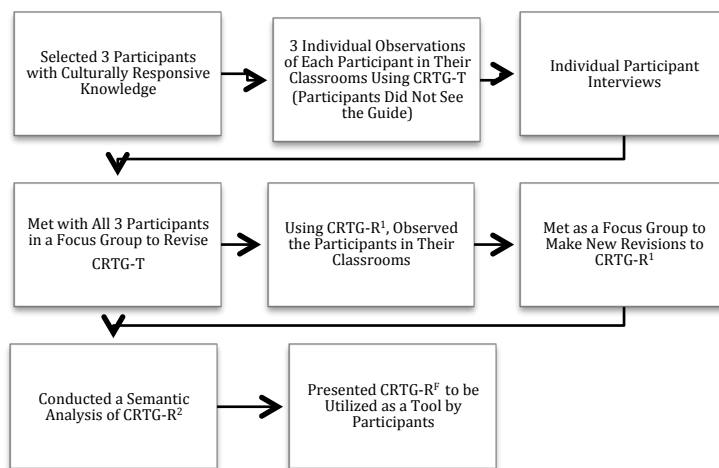 Selected 3 Participants
with Culturally Responsive
Knowledge
3 Individual Observations
of Each Participant in Their
Classrooms Using CRTG-T
(Participants Did Not See
the Guide)
Individual Participant
Interviews
Met with All 3 Participants
in a Focus Group to Revise
CRTG-T
Using CRTG-R¹, Observed
the Participants in Their
Classrooms
Met as a Focus Group to
Make New Revisions to
CRTG-R¹
Conducted a Semantic
Analysis of CRTG-R²
Presented CRTG-Rᶠ to be
Utilized as a Tool by
Participants